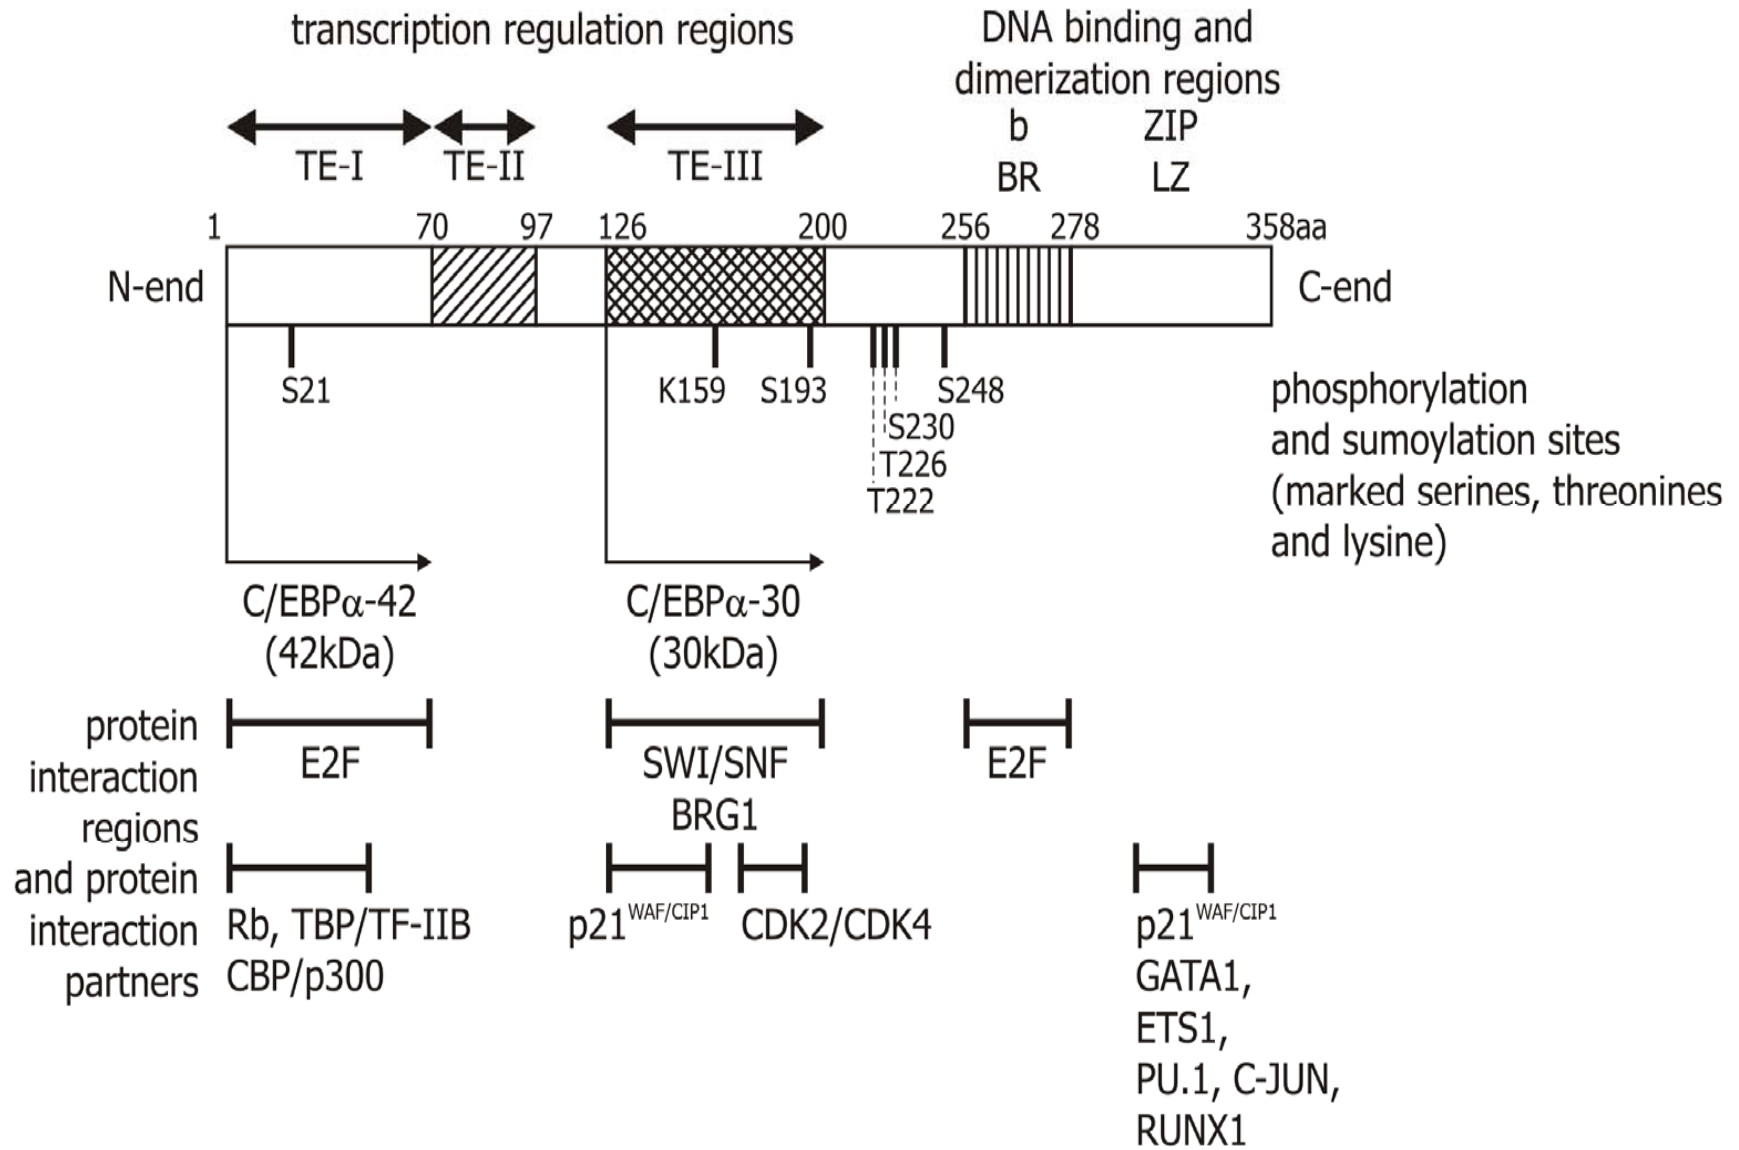 transcription regulation regions
DNA binding and
dimerization regions
b
ZIP
BR
LZ
TE-I
TE-II
TE-III
1
70
97
126
200
256
278
358aa
N-end
C-end
S21
K159
S193
S248
S230
T226
T222
phosphorylation
and sumoylation sites
(marked serines, threonines
and lysine)
C/EBPα-42
(42kDa)
C/EBPα-30
(30kDa)
protein
interaction
regions
and protein
interaction
partners
E2F
SWI/SNF
BRG1
E2F
Rb, TBP/TF-IIB
CBP/p300
p21WAF/CIP1
CDK2/CDK4
p21WAF/CIP1
GATA1,
ETS1,
PU.1, C-JUN,
RUNX1